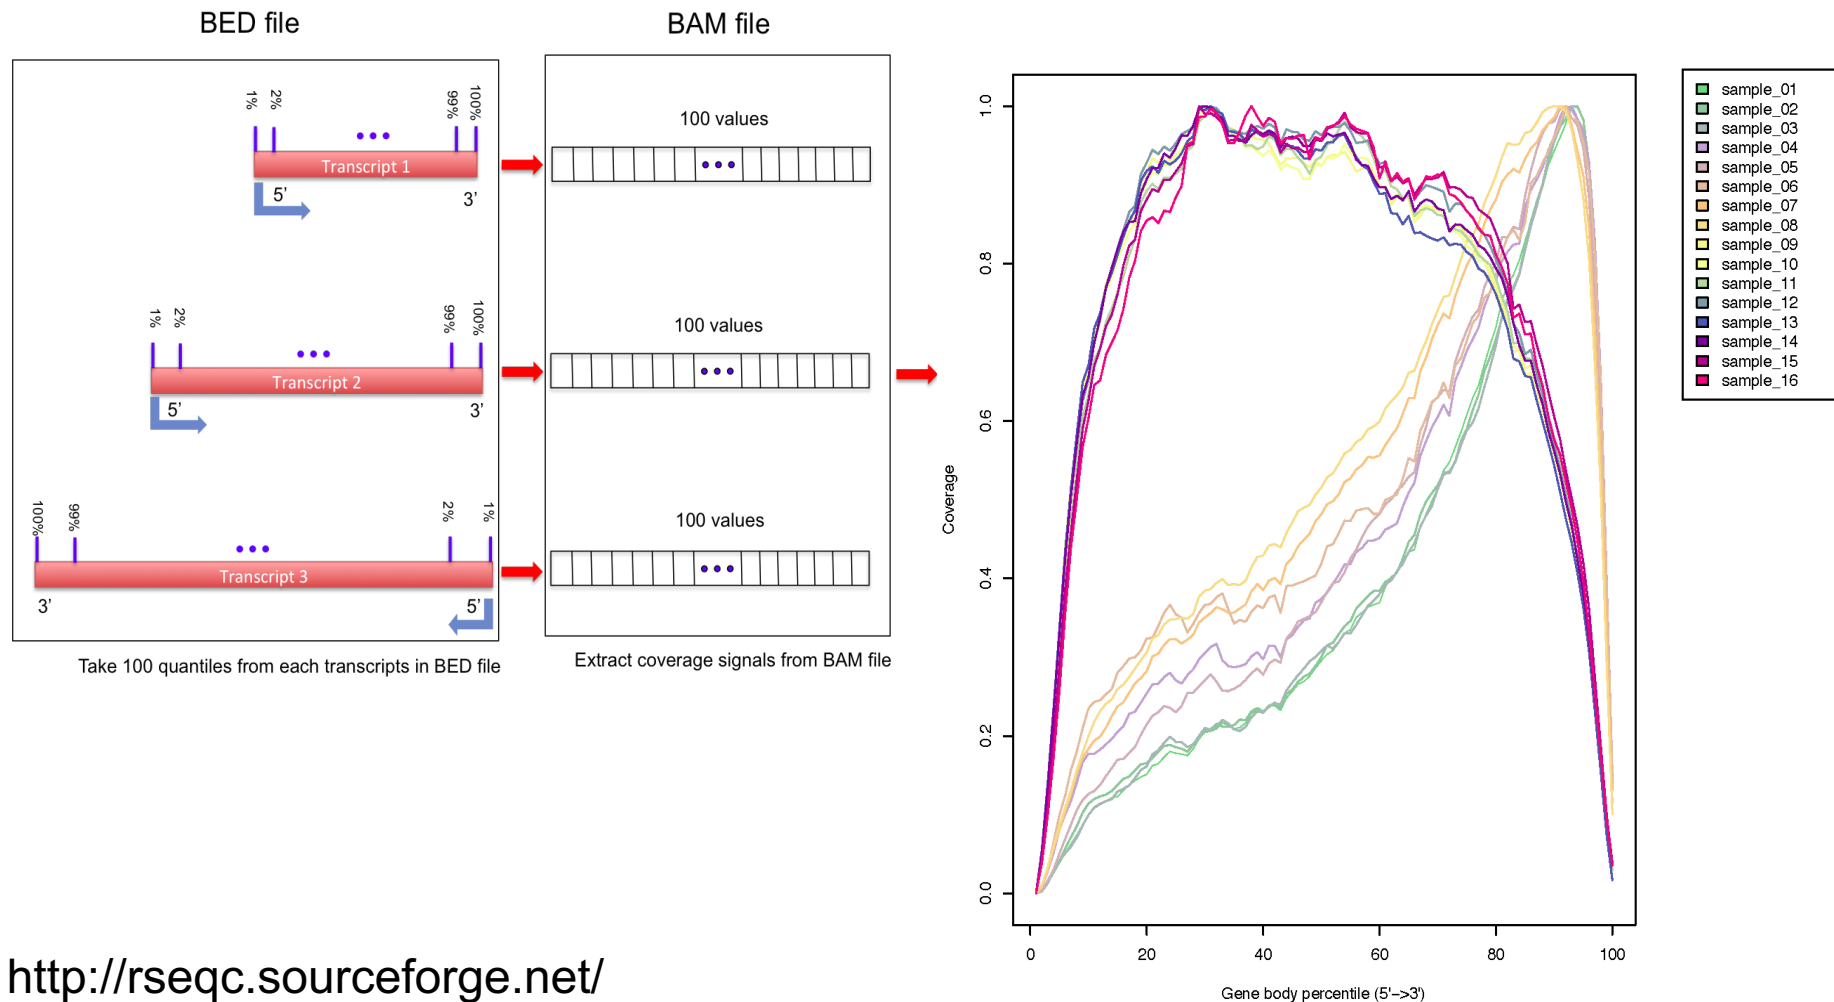 BED file
1%
2%
99%
100%
Transcript 1
5’
3’
1%
2%
99%
100%
Transcript 2
5’
3’
100%
99%
2%
1%
Transcript 3
3’
5’
Take 100 quantiles from each transcripts in BED file
BAM file
100 values
100 values
100 values
Extract coverage signals from BAM file
Coverage
1.0
0.8
0.6
0.4
0.2
0.0
0
20
40
60
80
100
Gene body percentile (5'->3')
sample_01
sample_02
sample_03
sample_04
sample_05
sample_06
sample_07
sample_08
sample_09
sample_10
sample_11
sample_12
sample_13
sample_14
sample_15
sample_16
http://rseqc.sourceforge.net/